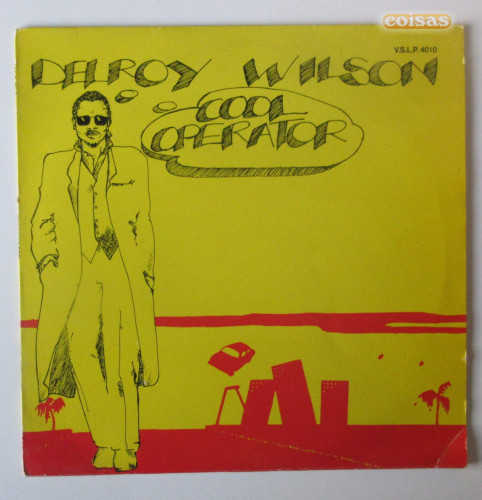 coisas
V.S.L.P. 4010
DELROY WILSON
COOL
OPERATOR